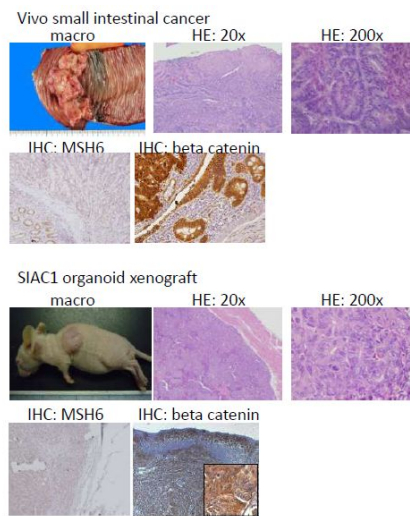 Vivo small intestinal cancer
macro HE: 20x HE: 200x
IHC: MSH6 IHC: beta catenin
SIAC1 organoid xenograft
macro HE: 20x HE: 200x
IHC: MSH6 IHC: beta catenin